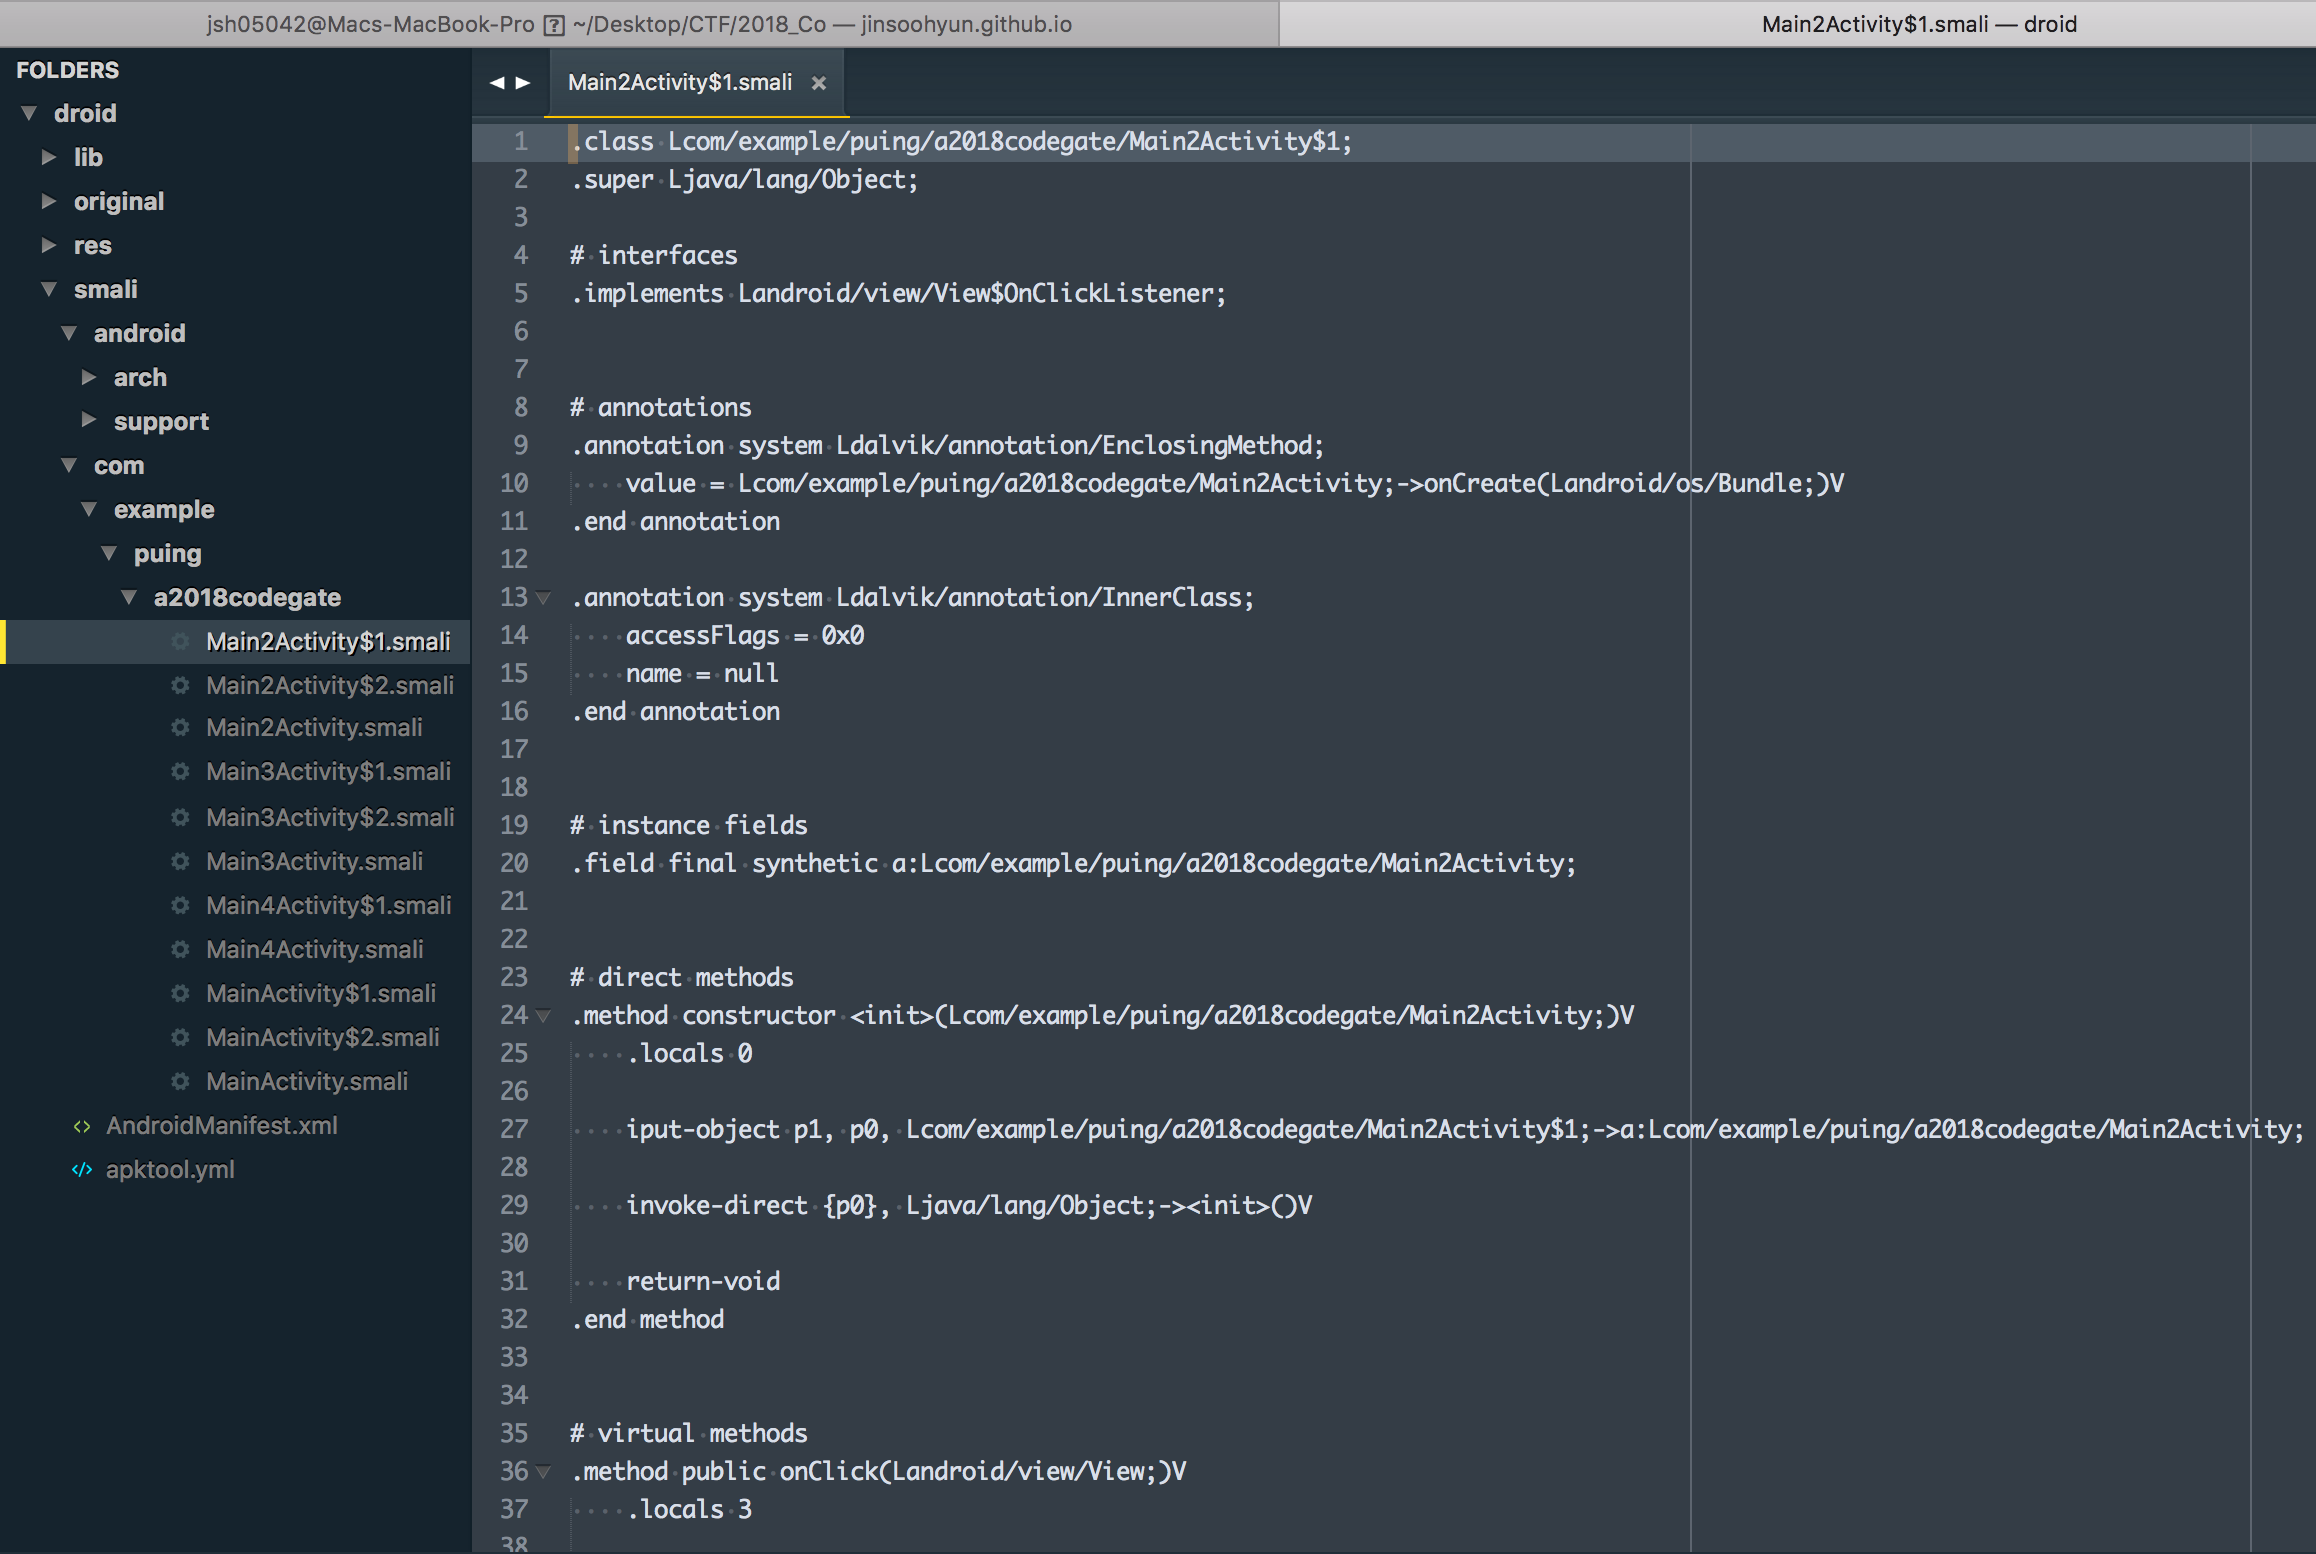 jsh05042@Macs-MacBook-Pro ~/Desktop/CTF/2018_Co — jinsoohyun.github.io
Main2Activity$1.smali — droid
FOLDERS
droid
lib
original
res
smali
android
arch
support
com
example
puing
a2018codegate
Main2Activity$1.smali
Main2Activity$2.smali
Main2Activity.smali
Main3Activity$1.smali
Main3Activity$2.smali
Main3Activity.smali
Main4Activity$1.smali
Main4Activity.smali
MainActivity$1.smali
MainActivity$2.smali
MainActivity.smali
<> AndroidManifest.xml
</> apktool.yml
Main2Activity$1.smali ×
1 .class Lcom/example/puing/a2018codegate/Main2Activity$1;
2 .super Ljava/lang/Object;
3
4 # interfaces
5 .implements Landroid/view/View$OnClickListener;
6
7
8 # annotations
9 .annotation system Ldalvik/annotation/EnclosingMethod;
10     value = Lcom/example/puing/a2018codegate/Main2Activity;->onCreate(Landroid/os/Bundle;)V
11 .end annotation
12
13 .annotation system Ldalvik/annotation/InnerClass;
14     accessFlags = 0x0
15     name = null
16 .end annotation
17
18
19 # instance fields
20 .field final synthetic a:Lcom/example/puing/a2018codegate/Main2Activity;
21
22
23 # direct methods
24 .method constructor <init>(Lcom/example/puing/a2018codegate/Main2Activity;)V
25     .locals 0
26
27     iput-object p1, p0, Lcom/example/puing/a2018codegate/Main2Activity$1;->a:Lcom/example/puing/a2018codegate/Main2Activity;
28
29     invoke-direct {p0}, Ljava/lang/Object;-><init>()V
30
31     return-void
32 .end method
33
34
35 # virtual methods
36 .method public onClick(Landroid/view/View;)V
37     .locals 3
38